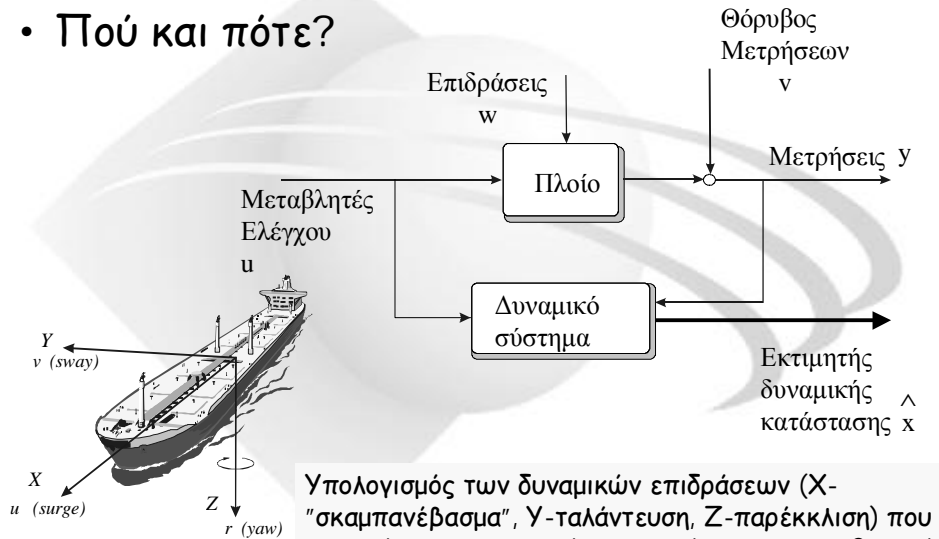 • Πού και πότε?
Θόρυβος
Μετρήσεων
v
Επιδράσεις
w
Πλοίο
Μετρήσεις y
Μεταβλητές
Ελέγχου
u
Δυναμικό
σύστημα
Εκτιμητής
δυναμικής
κατάστασης x̂
Y
v (sway)
X
u (surge)
Z
r (yaw)
Υπολογισμός των δυναμικών επιδράσεων (Χ-
"σκαμπανέβασμα", Υ-ταλάντευση, Ζ-παρέκκλιση) που